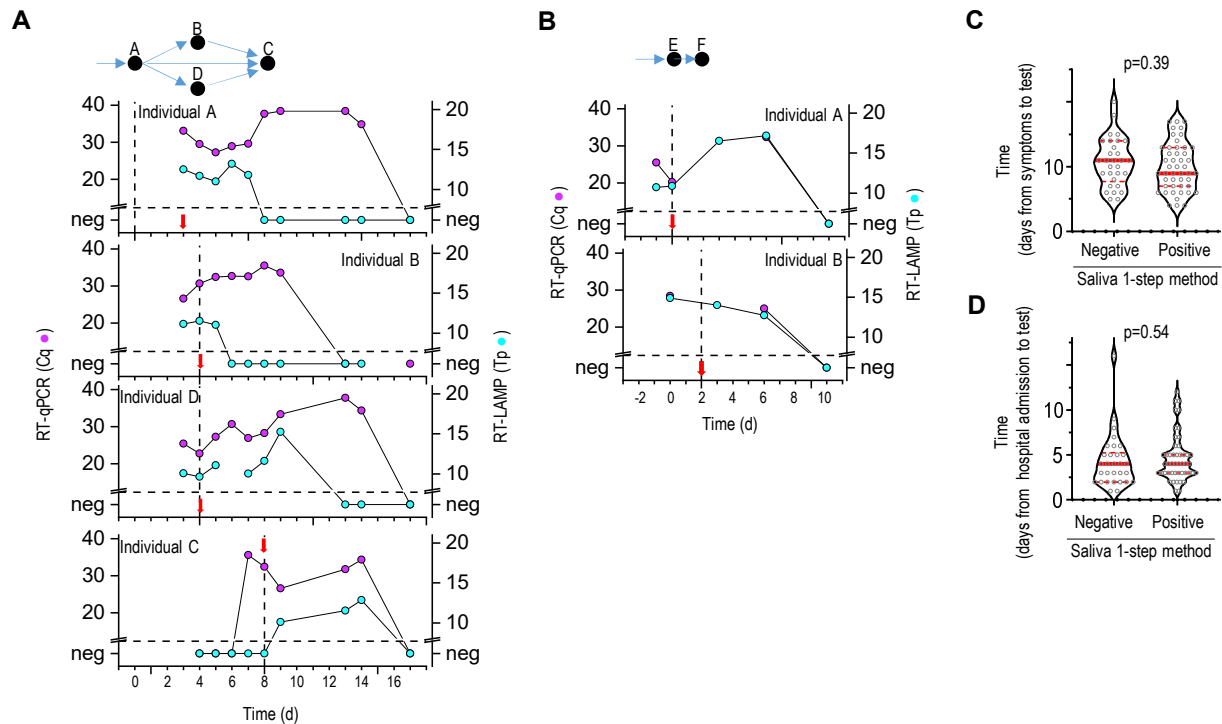 A
B
A
C
D
Individual A
40
30
20
neg
20
15
10
neg
Individual B
40
30
20
neg
20
15
10
neg
Individual D
40
30
20
neg
20
15
10
neg
Individual C
40
30
20
neg
20
15
10
neg
RT-qPCR (Cq )
RT-LAMP (Tp )
0 2 4 6 8 10 12 14 16
Time (d)
B
E F
Individual A
40
30
20
neg
20
15
10
neg
Individual B
40
30
20
neg
20
15
10
neg
RT-qPCR (Cq )
RT-LAMP (Tp )
-2 0 2 4 6 8 10
Time (d)
C
p=0.39
Time
(days from symptoms to test)
20
10
0
Negative Positive
Saliva 1-step method
D
p=0.54
Time
(days from hospital admission to test)
15
10
5
0
Negative Positive
Saliva 1-step method